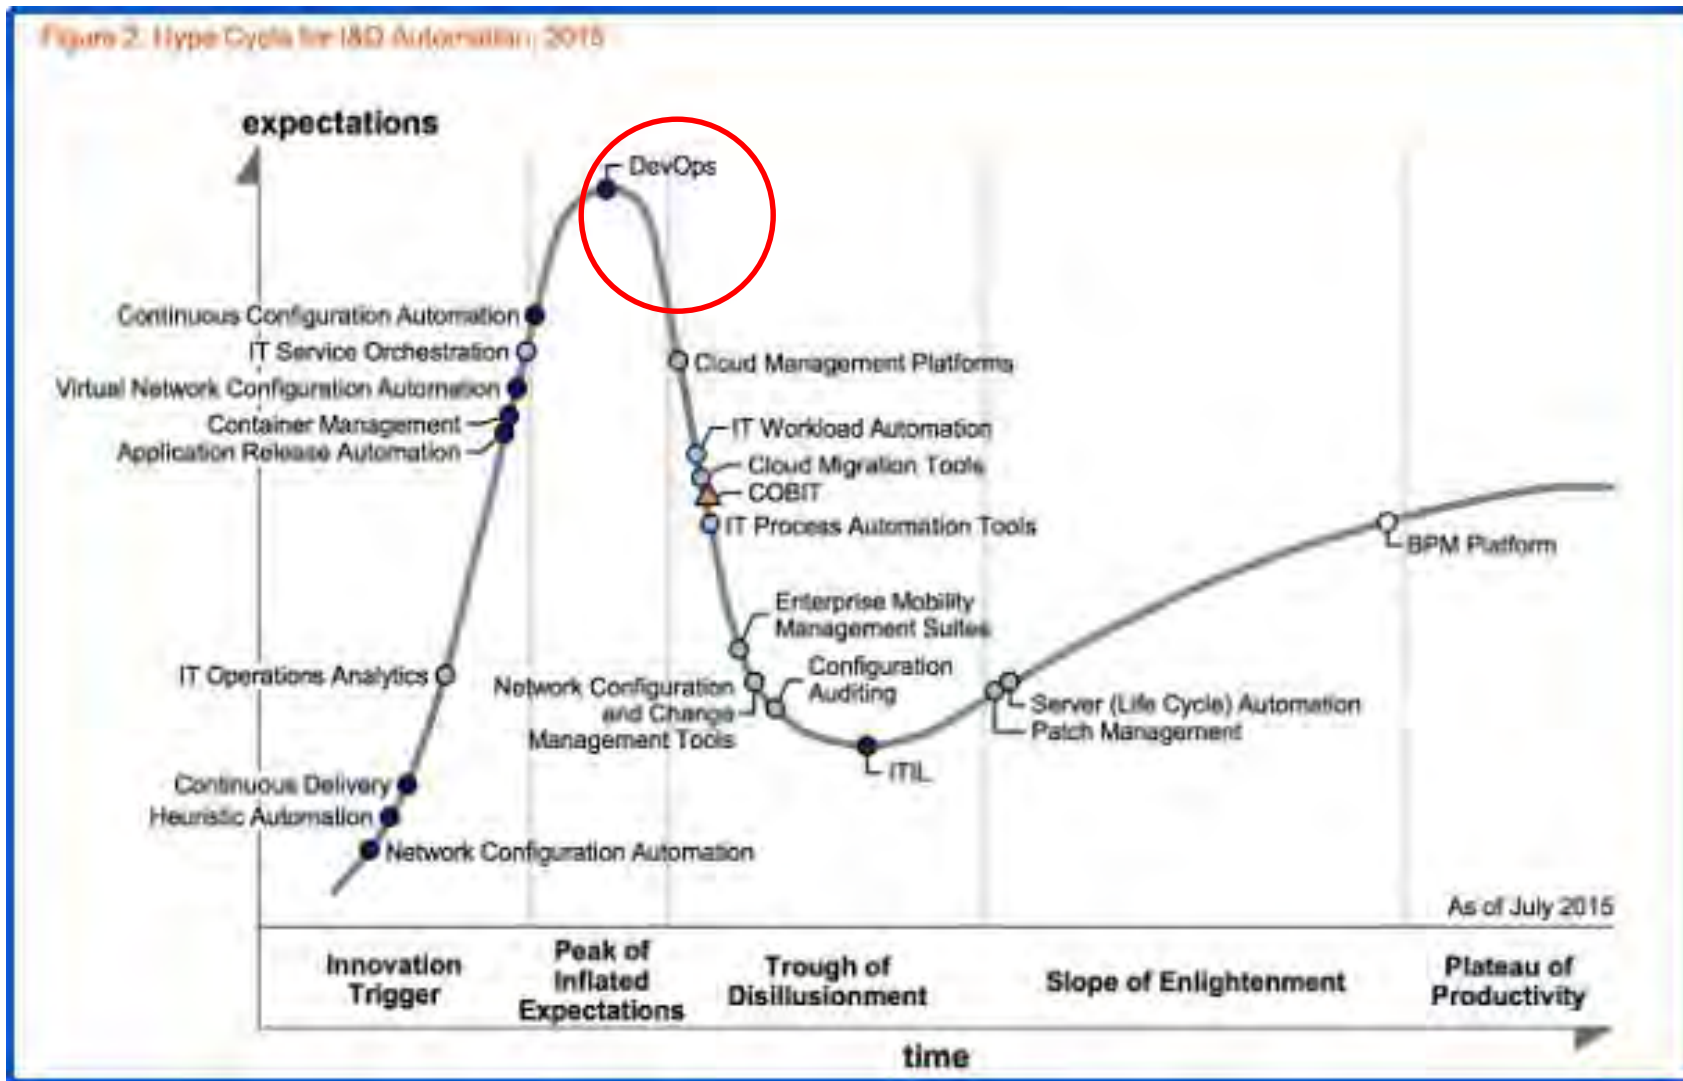 Figure 2. Hype Cycle for I&O Automation, 2015
expectations
DevOps
Continuous Configuration Automation
IT Service Orchestration
Cloud Management Platforms
Virtual Network Configuration Automation
Container Management
IT Workload Automation
Application Release Automation
Cloud Migration Tools
COBIT
IT Process Automation Tools
BPM Platform
Enterprise Mobility
Management Suites
IT Operations Analytics
Configuration
Auditing
Network Configuration
and Change
Management Tools
Server (Life Cycle) Automation
Patch Management
ITIL
Continuous Delivery
Heuristic Automation
Network Configuration Automation
As of July 2015
Innovation
Trigger
Peak of
Inflated
Expectations
Trough of
Disillusionment
Slope of Enlightenment
Plateau of
Productivity
time